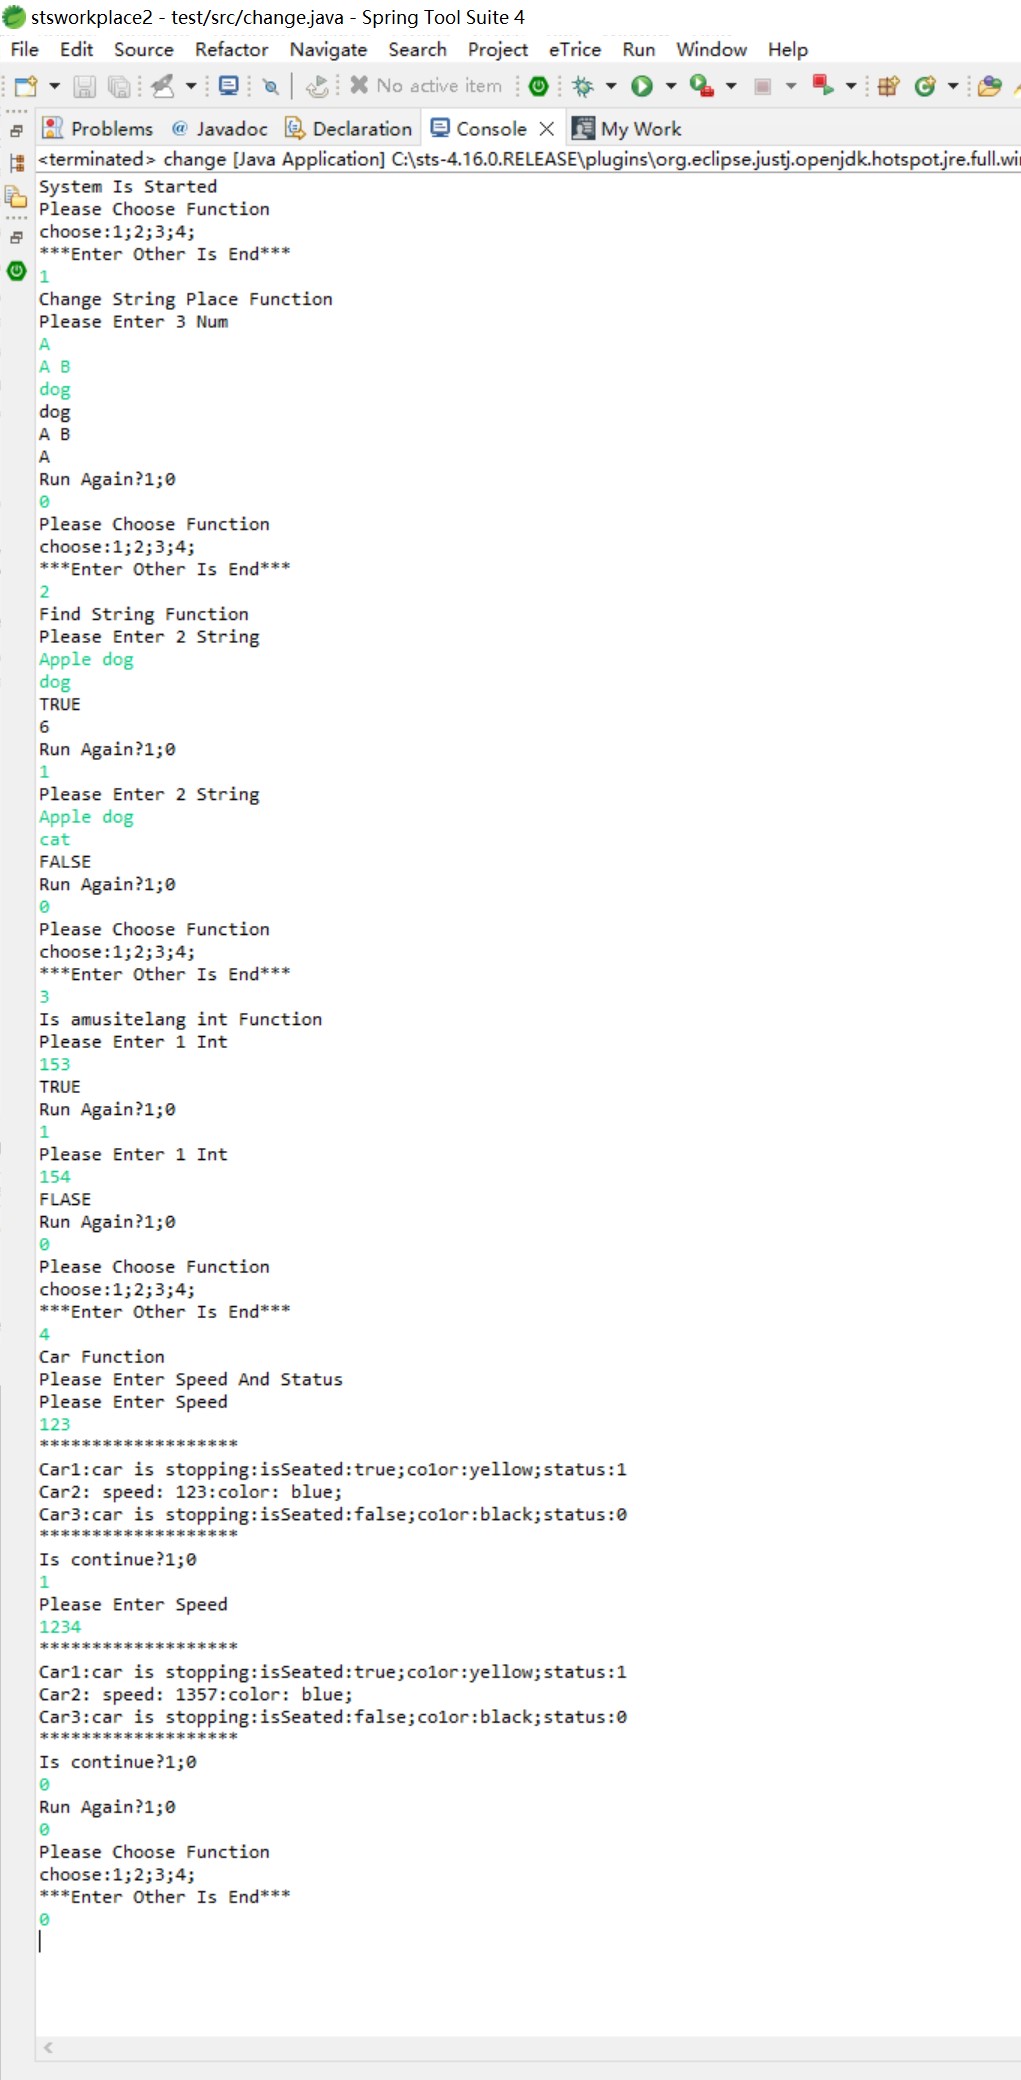 stsworkplace2 - test/src/change.java - Spring Tool Suite 4
File Edit Source Refactor Navigate Search Project eTrice Run Window Help
No active item
Problems @ Javadoc Declaration Console My Work
<terminated> change [Java Application] C:\sts-4.16.0.RELEASE\plugins\org.eclipse.justj.openjdk.hotspot.jre.full.wi
System Is Started
Please Choose Function
choose:1;2;3;4;
***Enter Other Is End***
1
Change String Place Function
Please Enter 3 Num
A
A B
dog
dog
A B
A
Run Again?1;0
0
Please Choose Function
choose:1;2;3;4;
***Enter Other Is End***
2
Find String Function
Please Enter 2 String
Apple dog
dog
TRUE
6
Run Again?1;0
1
Please Enter 2 String
Apple dog
cat
FALSE
Run Again?1;0
0
Please Choose Function
choose:1;2;3;4;
***Enter Other Is End***
3
Is amusitelang int Function
Please Enter 1 Int
153
TRUE
Run Again?1;0
1
Please Enter 1 Int
154
FLASE
Run Again?1;0
0
Please Choose Function
choose:1;2;3;4;
***Enter Other Is End***
4
Car Function
Please Enter Speed And Status
Please Enter Speed
123
*******************
Car1:car is stopping:isSeated:true;co1or:yellow;status:1
Car2: speed: 123:color: blue;
Car3:car is stopping:isSeated:false;co1or:black;status:0
*******************
Is continue?1;0
1
Please Enter Speed
1234
*******************
Car1:car is stopping:isSeated:true;co1or:yellow;status:1
Car2: speed: 1357:color: blue;
Car3:car is stopping:isSeated:false;co1or:black;status:0
*******************
Is continue?1;0
0
Run Again?1;0
0
Please Choose Function
choose:1;2;3;4;
***Enter Other Is End***
0